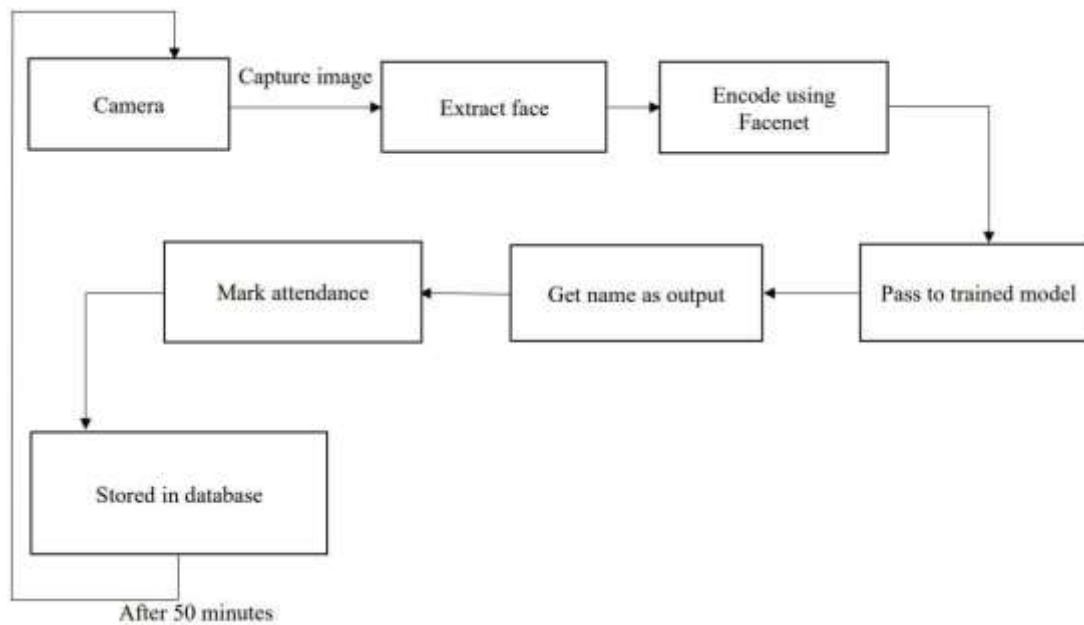 Camera
Capture image
Extract face
Encode using
Facenet
Pass to trained model
Get name as output
Mark attendance
Stored in database
After 50 minutes